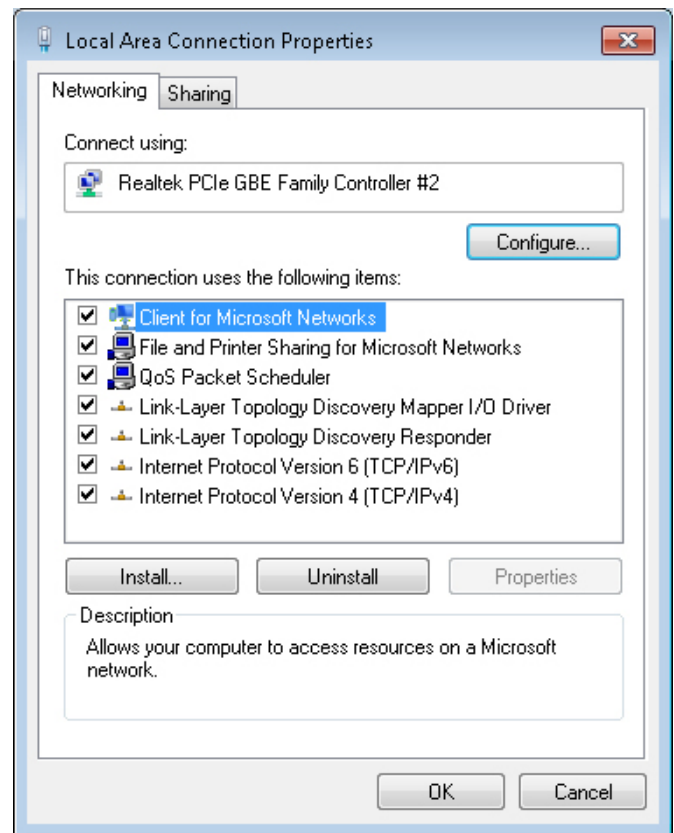 Local Area Connection Properties
Networking
Sharing
Connect using:
Realtek PCIe GBE Family Controller #2
Configure...
This connection uses the following items:
Client for Microsoft Networks
File and Printer Sharing for Microsoft Networks
QoS Packet Scheduler
Link-Layer Topology Discovery Mapper I/O Driver
Link-Layer Topology Discovery Responder
Internet Protocol Version 6 (TCP/IPv6)
Internet Protocol Version 4 (TCP/IPv4)
Install...
Uninstall
Properties
Description
Allows your computer to access resources on a Microsoft
network.
OK
Cancel